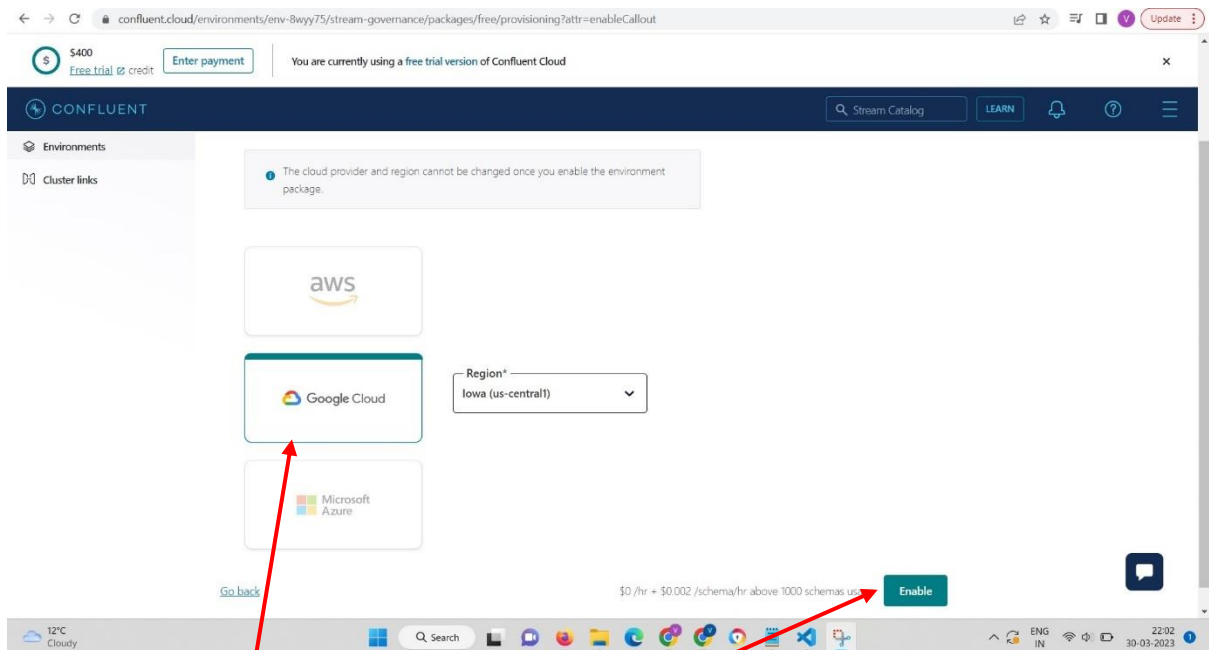 confluent.cloud/environments/env-8wyy75/stream-governance/packages/free/provisioning?attr=enableCallout
V
Update
$
$400
Free trial credit
Enter payment
You are currently using a free trial version of Confluent Cloud
CONFLUENT
Stream Catalog
LEARN
Environments
Cluster links
The cloud provider and region cannot be changed once you enable the environment
package.
aws
Google Cloud
Region*
Iowa (us-central1)
Microsoft
Azure
Go back
$0 /hr + $0.002 /schema/hr above 1000 schemas
Enable
12°C
Cloudy
Search
ENG
IN
22:02
30-03-2023
1